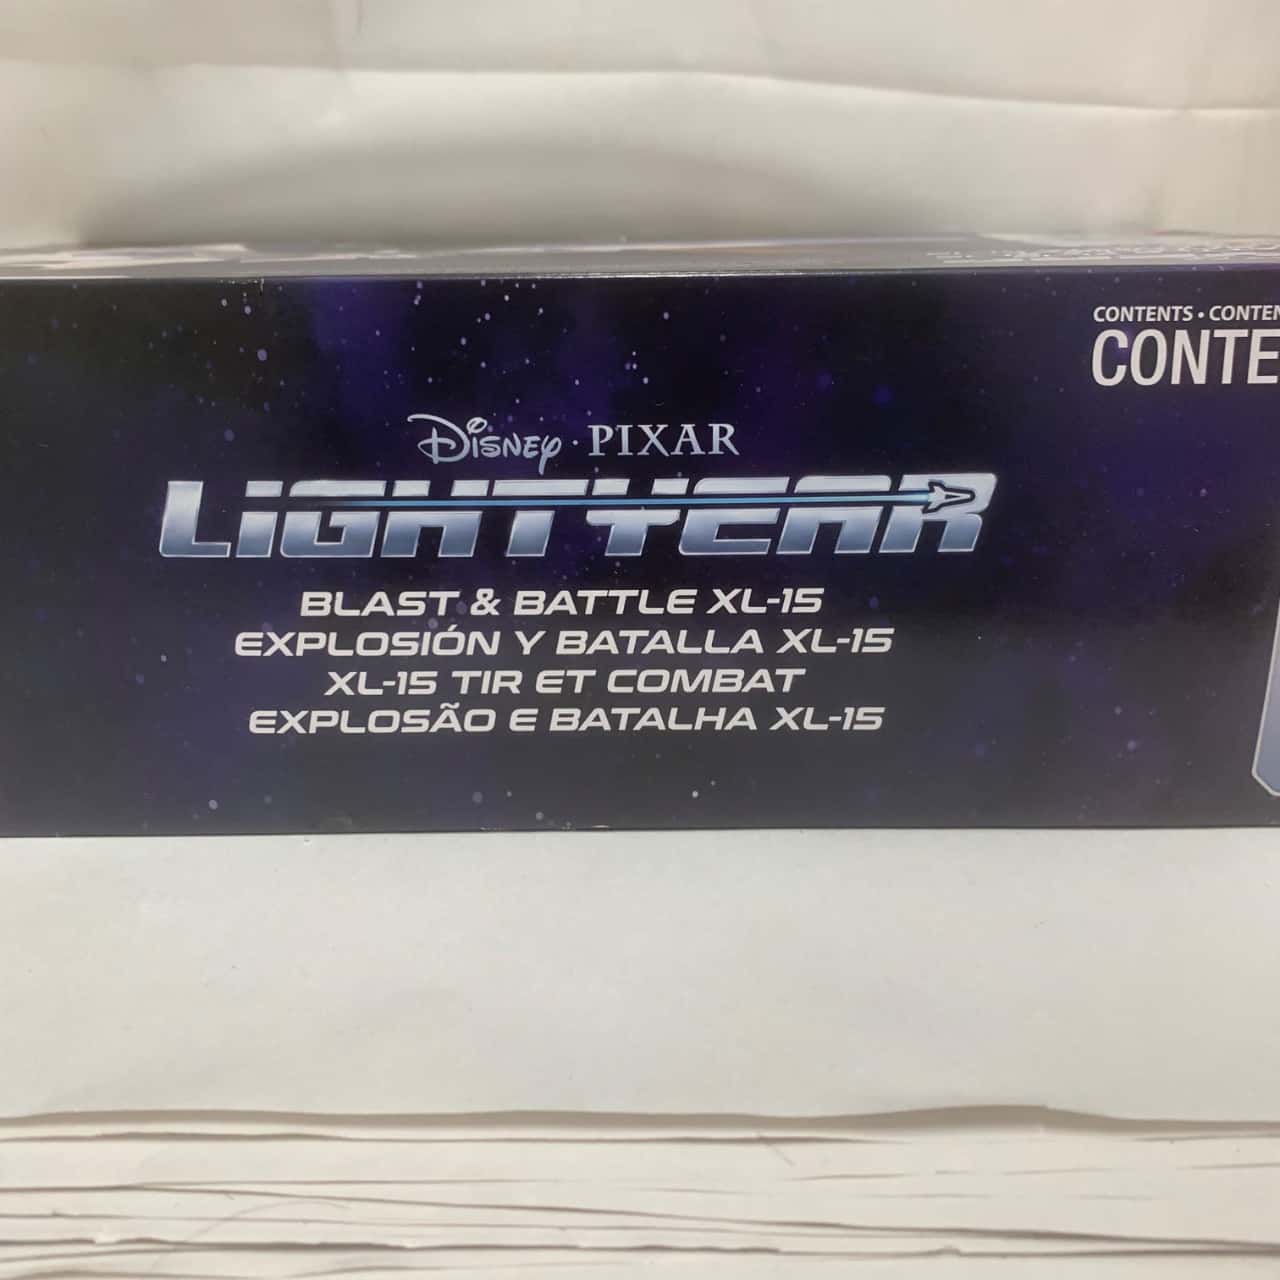 CONTENTS • CONTEN
CONTE
Disney • PIXAR
LIGHTYEAR
BLAST & BATTLE XL-15
EXPLOSIÓN Y BATALLA XL-15
XL-15 TIR ET COMBAT
EXPLOSÃO E BATALHA XL-15